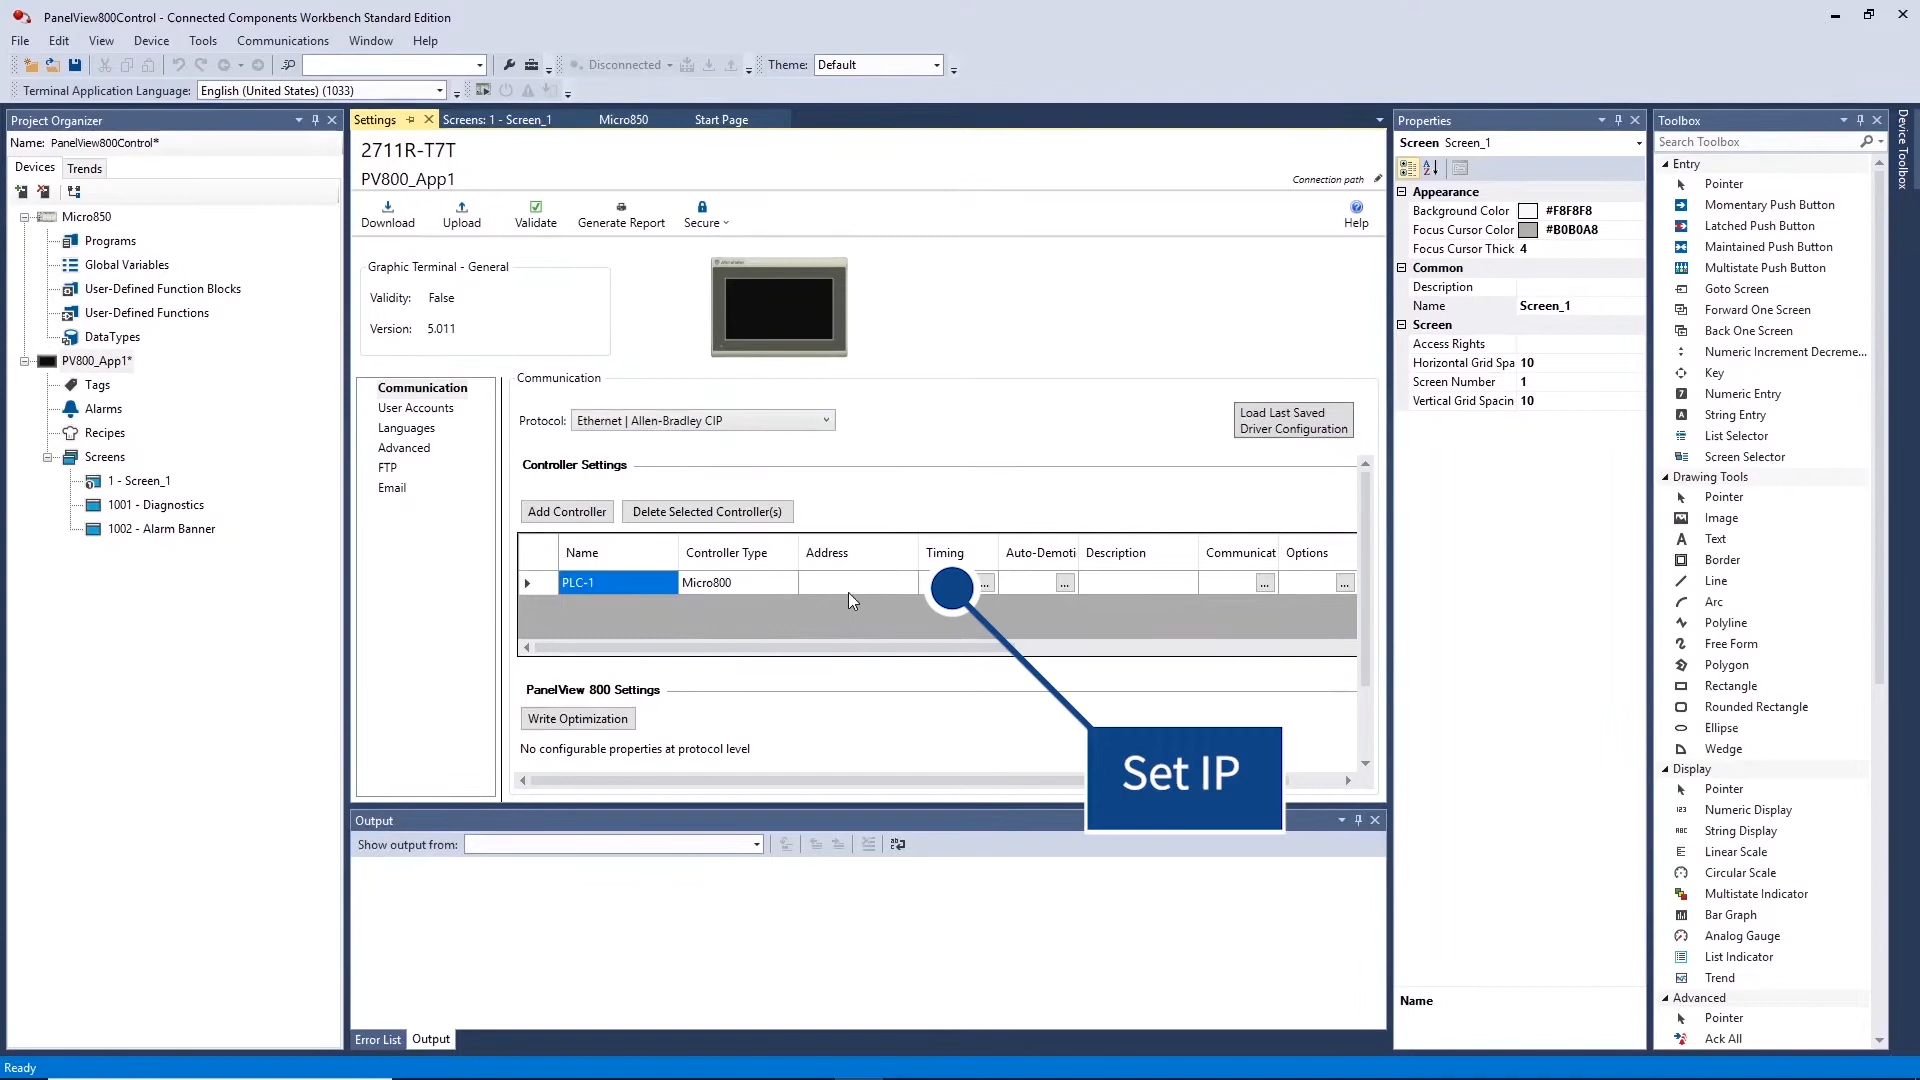 PanelView800Control - Connected Components Workbench Standard Edition
File Edit View Device Tools Communications Window Help
Disconnected Theme: Default
Terminal Application Language: English (United States) (1033)
Project Organizer
Name: PanelView800Control*
Devices Trends
Micro850
Programs
Global Variables
User-Defined Function Blocks
User-Defined Functions
DataTypes
PV800_App1*
Tags
Alarms
Recipes
Screens
1 - Screen_1
1001 - Diagnostics
1002 - Alarm Banner
Settings Screens: 1 - Screen_1 Micro850 Start Page
2711R-T7T
PV800_App1
Connection path
Download Upload Validate Generate Report Secure Help
Graphic Terminal - General
Validity: False
Version: 5.011
Communication
User Accounts
Languages
Advanced
FTP
Email
Communication
Protocol: Ethernet | Allen-Bradley CIP
Load Last Saved
Driver Configuration
Controller Settings
Add Controller Delete Selected Controller(s)
Name Controller Type Address Timing Auto-Demoti Description Communicat Options
PLC-1 Micro800 ... ... ... ...
PanelView 800 Settings
Write Optimization
No configurable properties at protocol level
Set IP
Output
Show output from:
Error List Output
Properties
Screen Screen_1
Appearance
Background Color #F8F8F8
Focus Cursor Color #B0B0A8
Focus Cursor Thick 4
Common
Description
Name Screen_1
Screen
Access Rights
Horizontal Grid Spa 10
Screen Number 1
Vertical Grid Spacin 10
Name
Toolbox
Search Toolbox
Entry
Pointer
Momentary Push Button
Latched Push Button
Maintained Push Button
Multistate Push Button
Goto Screen
Forward One Screen
Back One Screen
Numeric Increment Decreme...
Key
Numeric Entry
String Entry
List Selector
Screen Selector
Drawing Tools
Pointer
Image
Text
Border
Line
Arc
Polyline
Free Form
Polygon
Rectangle
Rounded Rectangle
Ellipse
Wedge
Display
Pointer
Numeric Display
String Display
Linear Scale
Circular Scale
Multistate Indicator
Bar Graph
Analog Gauge
List Indicator
Trend
Advanced
Pointer
Ack All
Device Toolbox
Ready